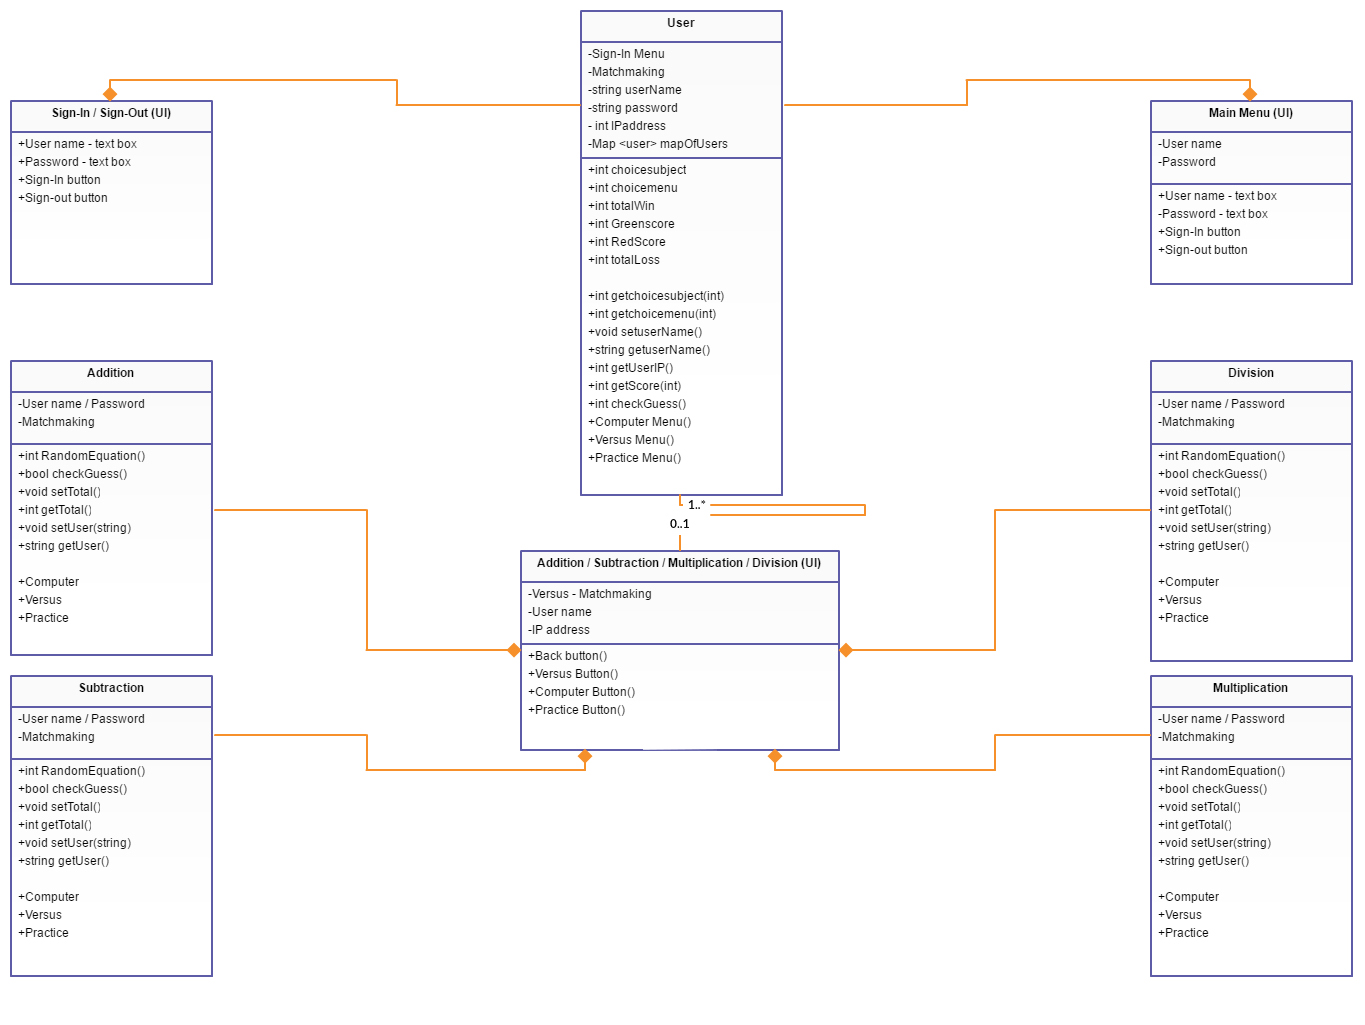 User
-Sign-In Menu
-Matchmaking
-string userName
-string password
- int IPaddress
-Map <user> mapOfUsers
+int choicesubject
+int choicemenu
+int totalWin
+int Greenscore
+int RedScore
+int totalLoss
+int getchoicesubject(int)
+int getchoicemenu(int)
+void setuserName()
+string getuserName()
+int getUserIP()
+int getScore(int)
+int checkGuess()
+Computer Menu()
+Versus Menu()
+Practice Menu()
Sign-In / Sign-Out (UI)
+User name - text box
+Password - text box
+Sign-In button
+Sign-out button
Main Menu (UI)
-User name
-Password
+User name - text box
-Password - text box
+Sign-In button
+Sign-out button
Addition
-User name / Password
-Matchmaking
+int RandomEquation()
+bool checkGuess()
+void setTotal()
+int getTotal()
+void setUser(string)
+string getUser()
+Computer
+Versus
+Practice
Division
-User name / Password
-Matchmaking
+int RandomEquation()
+bool checkGuess()
+void setTotal()
+int getTotal()
+void setUser(string)
+string getUser()
+Computer
+Versus
+Practice
1..*
0..1
Addition / Subtraction / Multiplication / Division (UI)
-Versus - Matchmaking
-User name
-IP address
+Back button()
+Versus Button()
+Computer Button()
+Practice Button()
Subtraction
-User name / Password
-Matchmaking
+int RandomEquation()
+bool checkGuess()
+void setTotal()
+int getTotal()
+void setUser(string)
+string getUser()
+Computer
+Versus
+Practice
Multiplication
-User name / Password
-Matchmaking
+int RandomEquation()
+bool checkGuess()
+void setTotal()
+int getTotal()
+void setUser(string)
+string getUser()
+Computer
+Versus
+Practice